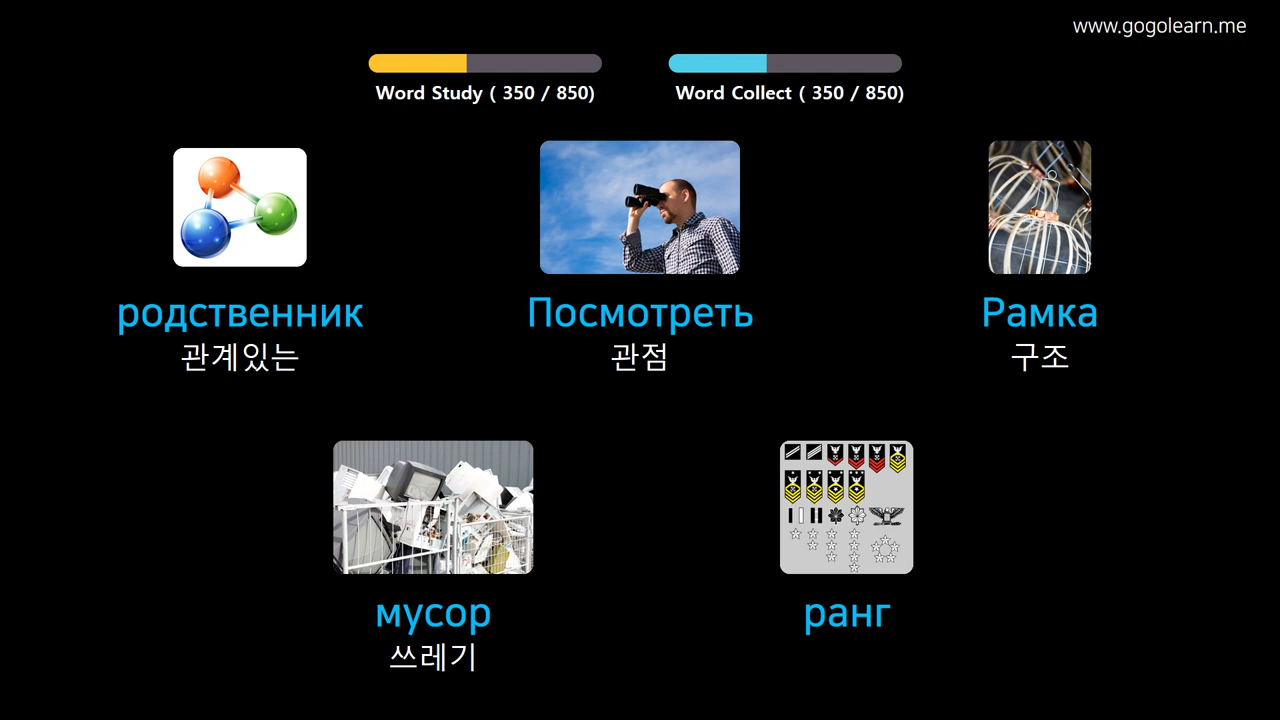 www.gogolearn.me
Word Study ( 350 / 850)
Word Collect ( 350 / 850)
родственник
관계있는
Посмотреть
관점
Рамка
구조
мусор
쓰레기
ранг